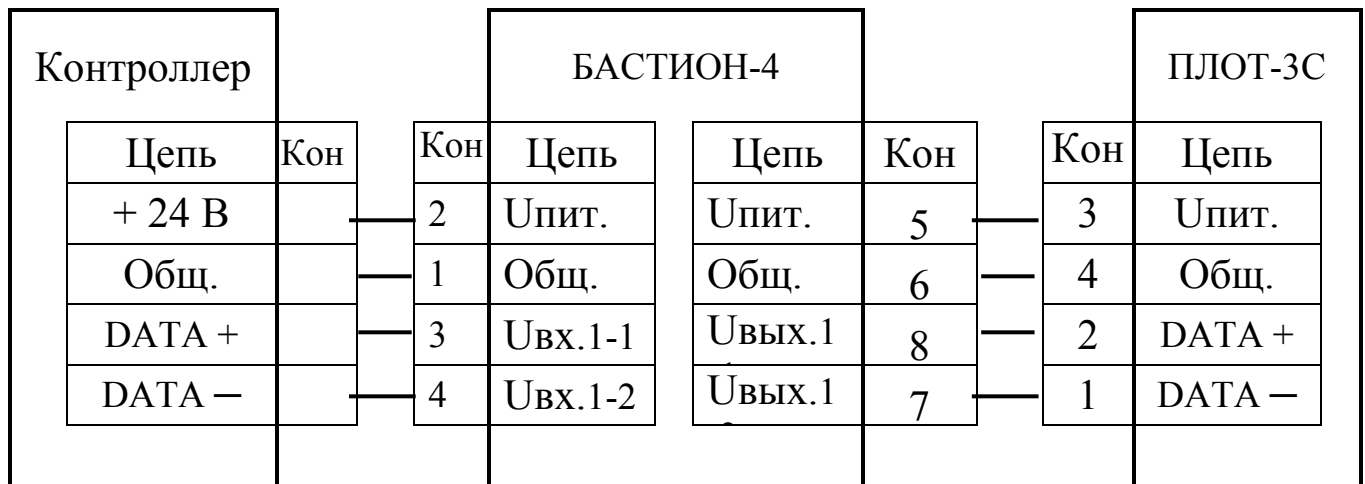 Контроллер БАСТИОН-4 ПЛОТ-3С
Цепь Кон Кон Цепь Цепь Кон Кон Цепь
+ 24 В 2 Uпит. Uпит. 5 3 Uпит.
Общ. 1 Общ. Общ. 6 4 Общ.
DATA + 3 Uвх.1-1 Uвых.1 8 2 DATA +
DATA − 4 Uвх.1-2 Uвых.1 7 1 DATA −